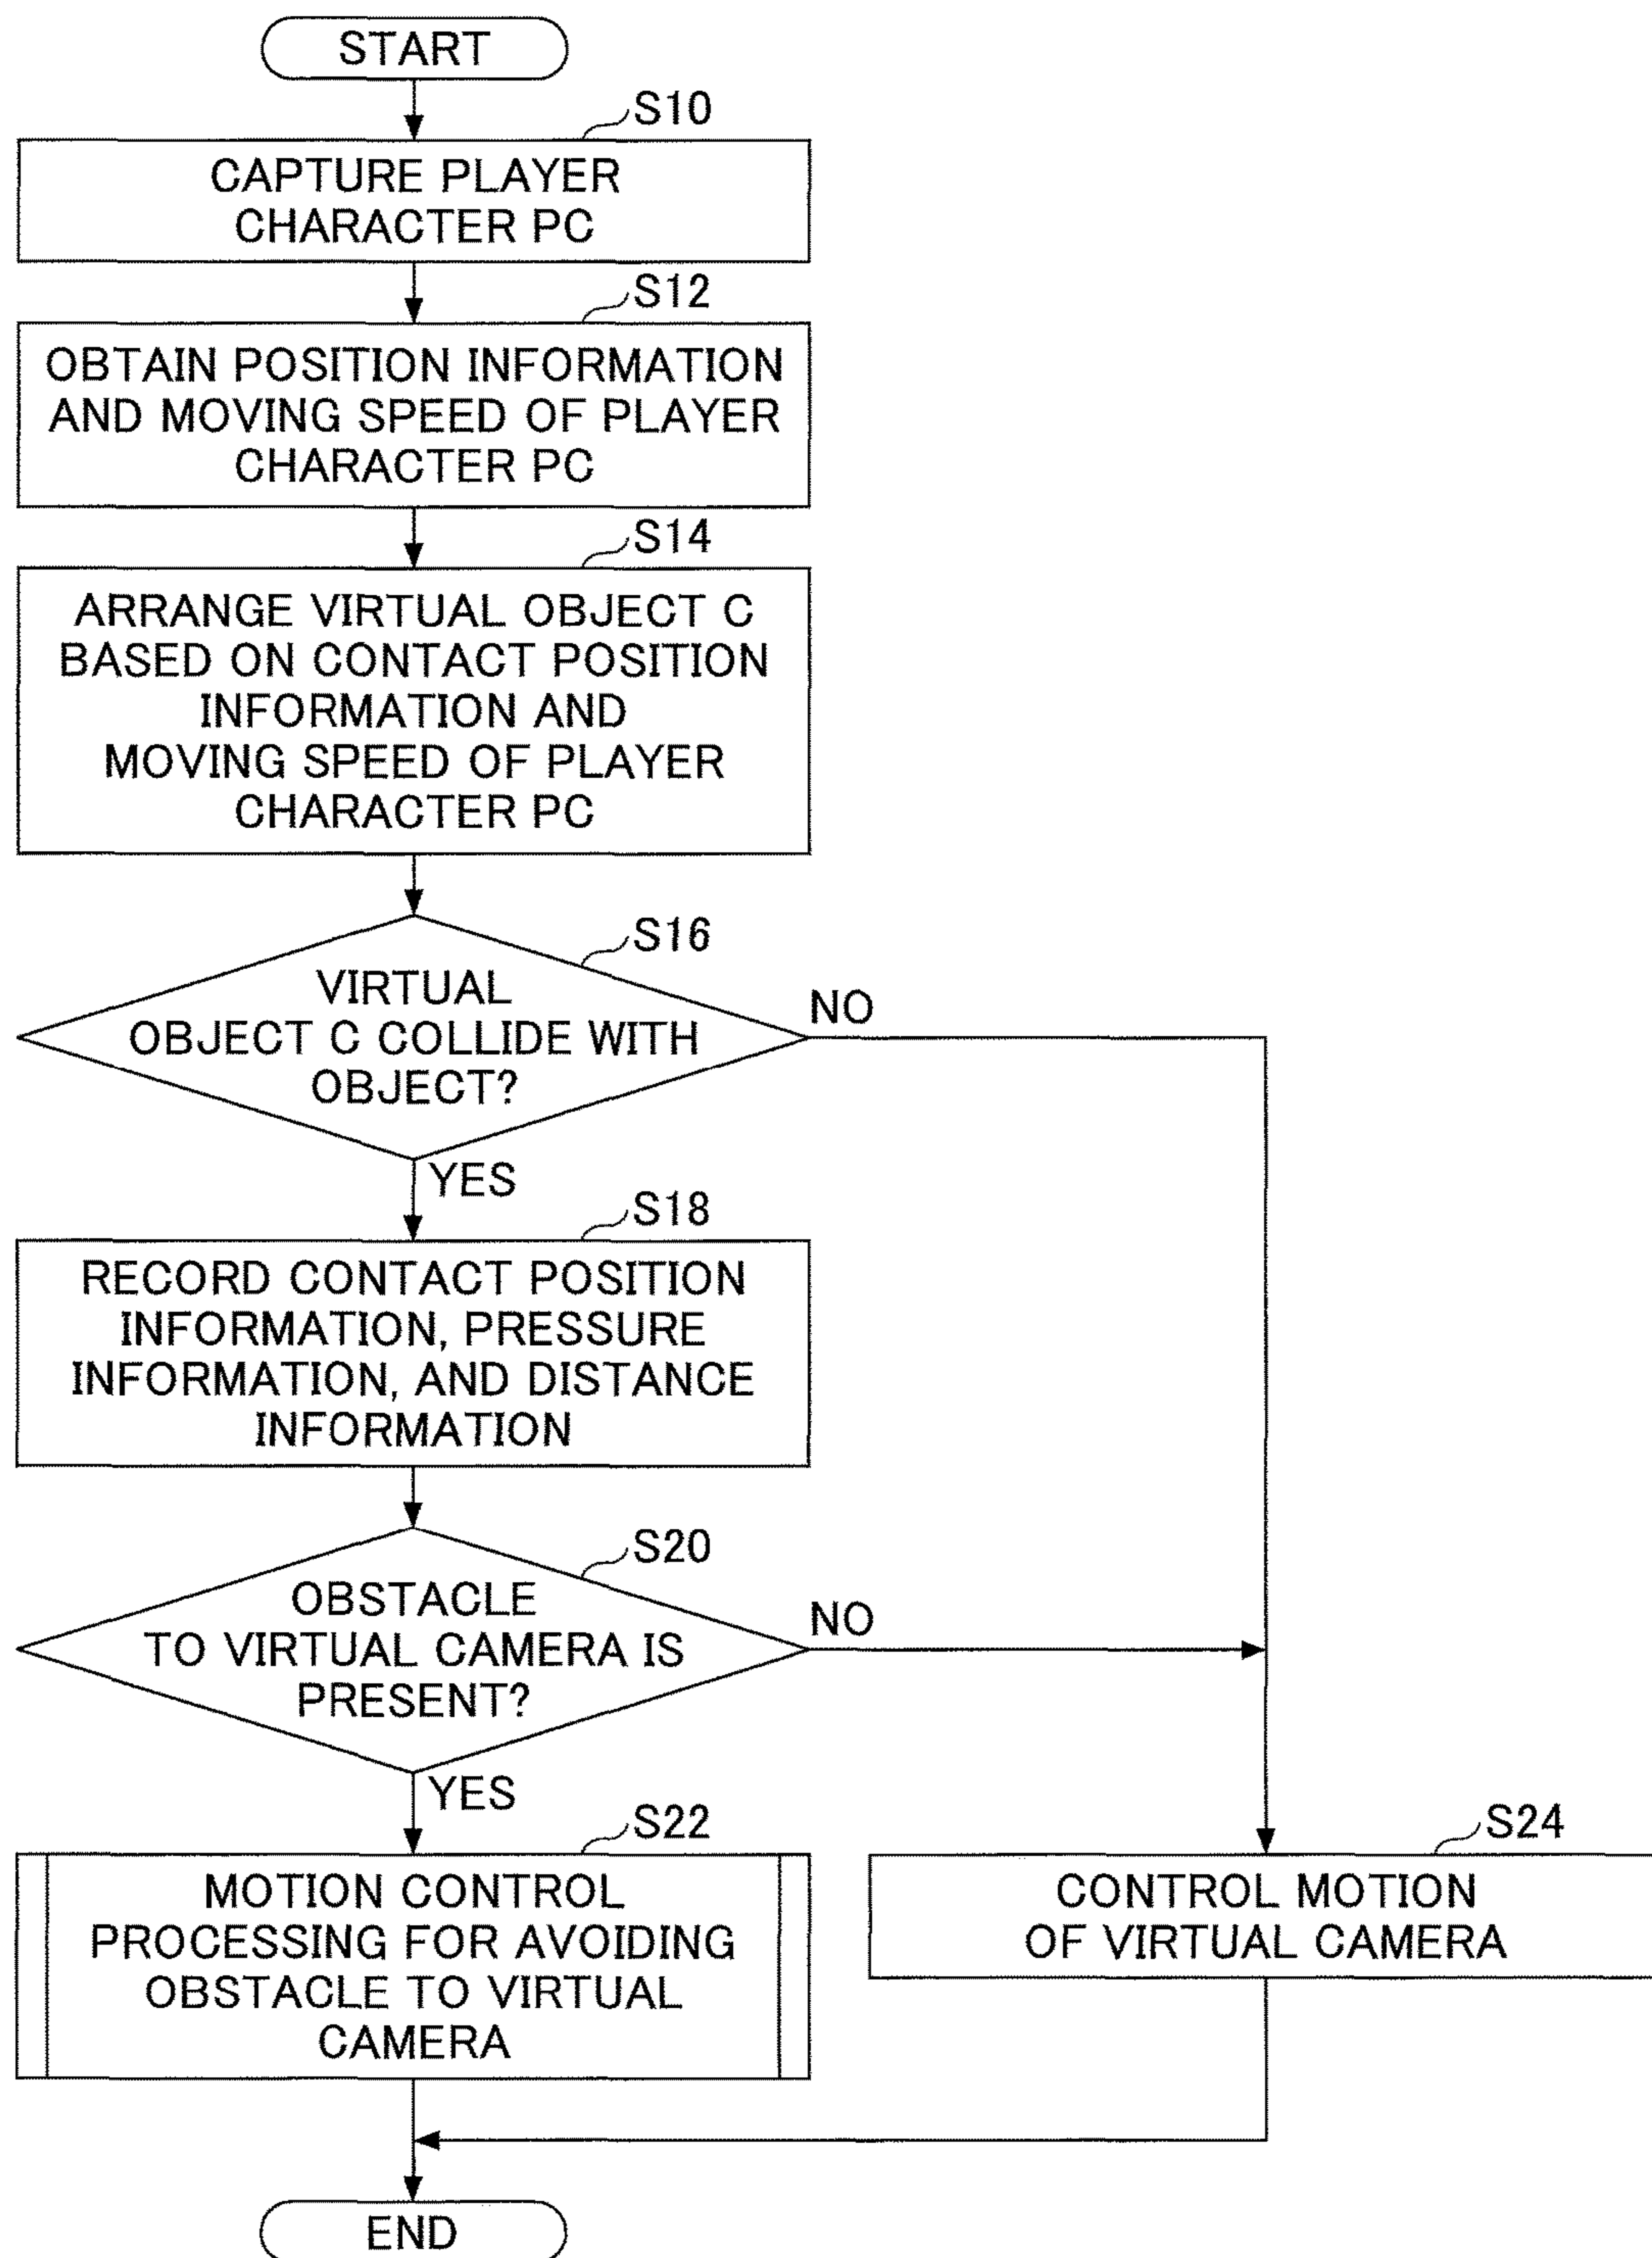 START
S10
CAPTURE PLAYER
CHARACTER PC
S12
OBTAIN POSITION INFORMATION
AND MOVING SPEED OF PLAYER
CHARACTER PC
S14
ARRANGE VIRTUAL OBJECT C
BASED ON CONTACT POSITION
INFORMATION AND
MOVING SPEED OF PLAYER
CHARACTER PC
S16
VIRTUAL
OBJECT C COLLIDE WITH
OBJECT?
NO
YES
S18
RECORD CONTACT POSITION
INFORMATION, PRESSURE
INFORMATION, AND DISTANCE
INFORMATION
S20
OBSTACLE
TO VIRTUAL CAMERA IS
PRESENT?
NO
YES
S22
MOTION CONTROL
PROCESSING FOR AVOIDING
OBSTACLE TO VIRTUAL
CAMERA
S24
CONTROL MOTION
OF VIRTUAL CAMERA
END